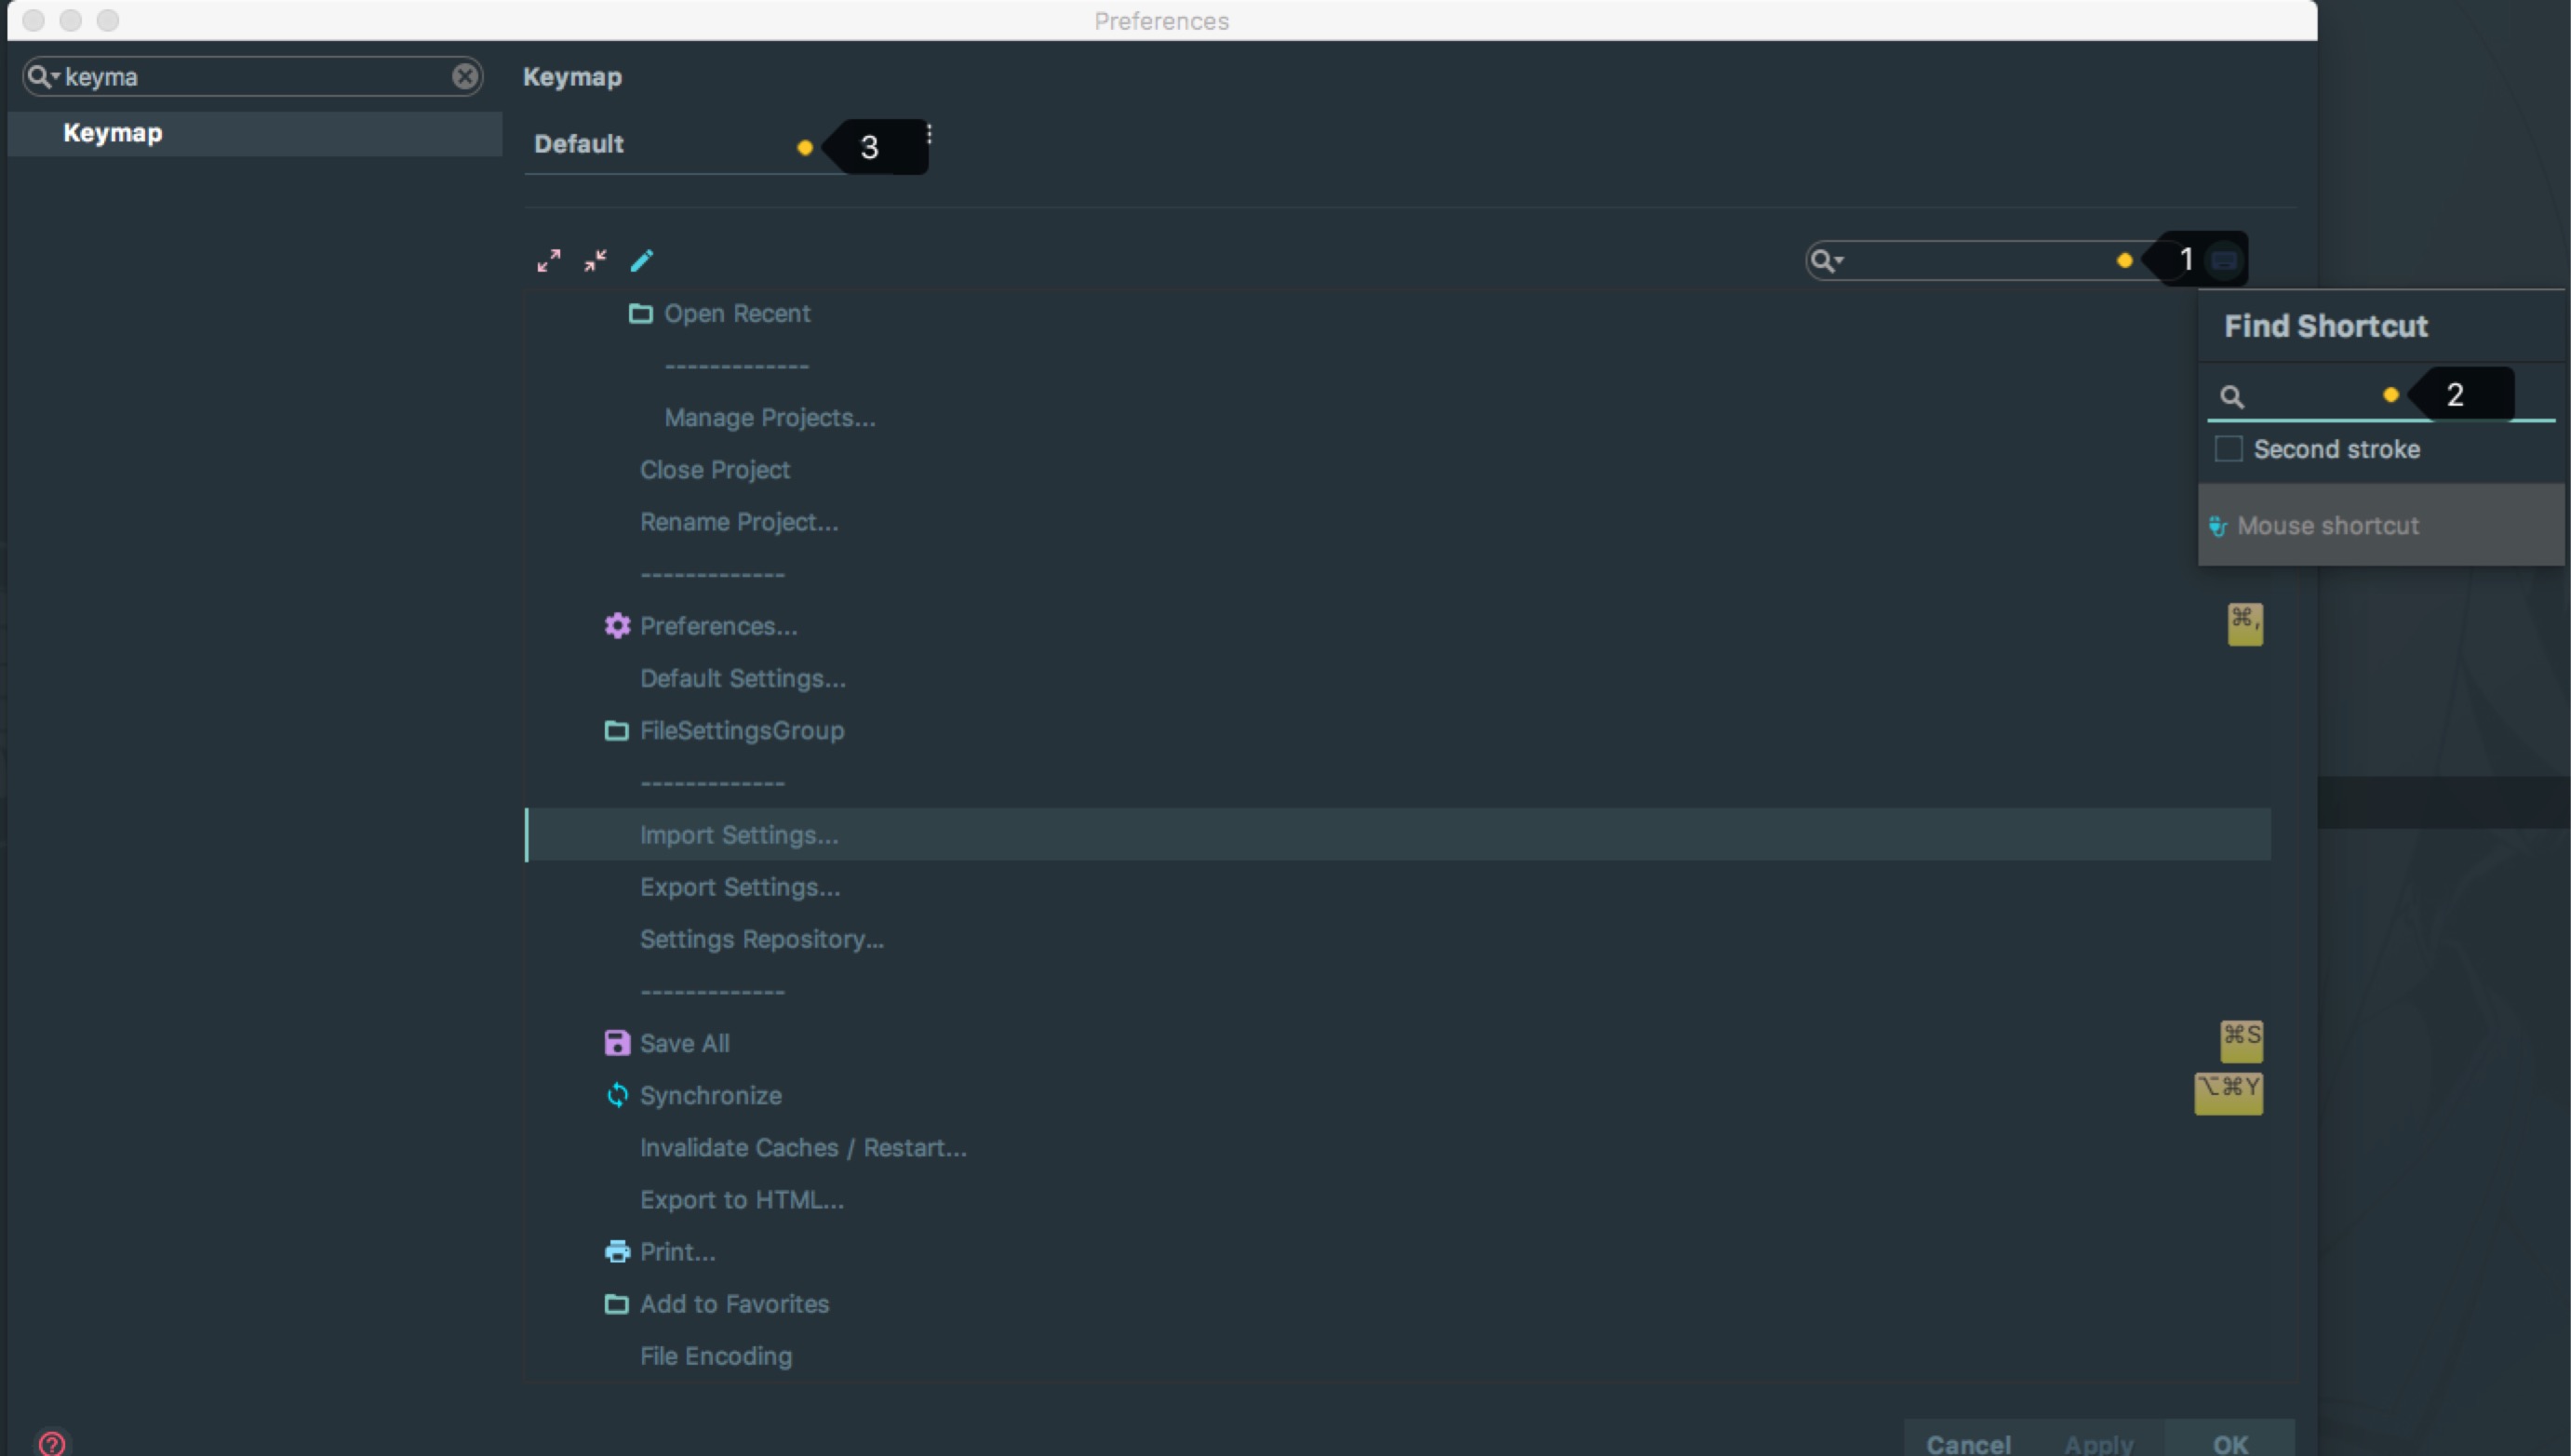 Preferences
keyma
Keymap
Keymap
Default
3
1
Find Shortcut
2
Second stroke
Mouse shortcut
Open Recent
-------------
Manage Projects...
Close Project
Rename Project...
-------------
Preferences... ⌘,
Default Settings...
FileSettingsGroup
-------------
Import Settings...
Export Settings...
Settings Repository...
-------------
Save All ⌘S
Synchronize ⌥⌘Y
Invalidate Caches / Restart...
Export to HTML...
Print...
Add to Favorites
File Encoding
?
Cancel Apply OK